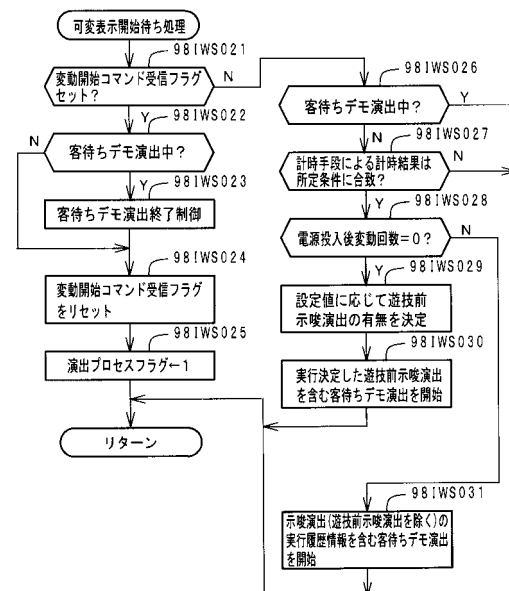 可変表示開始待ち処理
98IWS021
変動開始コマンド受信フラグ
セット?
N
Y
98IWS022
客待ちデモ演出中?
N
Y
98IWS023
客待ちデモ演出終了制御
98IWS024
変動開始コマンド受信フラグ
をリセット
98IWS025
演出プロセスフラグ←1
リターン
98IWS026
客待ちデモ演出中?
Y
N
98IWS027
計時手段による計時結果は
所定条件に合致?
N
Y
98IWS028
電源投入後変動回数=0?
N
Y
98IWS029
設定値に応じて遊技前
示唆演出の有無を決定
98IWS030
実行決定した遊技前示唆演出
を含む客待ちデモ演出を開始
98IWS031
示唆演出(遊技前示唆演出を除く)の
実行履歴情報を含む客待ちデモ演出
を開始